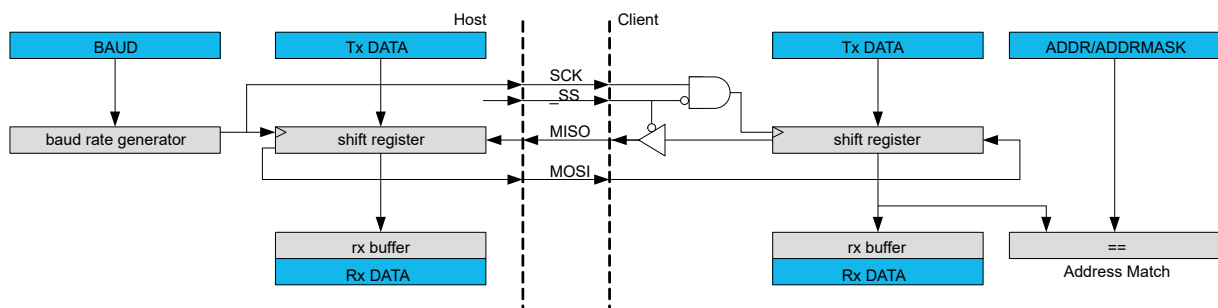 Host
Client
BAUD
Tx DATA
Tx DATA
ADDR/ADDRMASK
SCK
_SS
baud rate generator
shift register
MISO
shift register
MOSI
rx buffer
rx buffer
==
Rx DATA
Rx DATA
Address Match